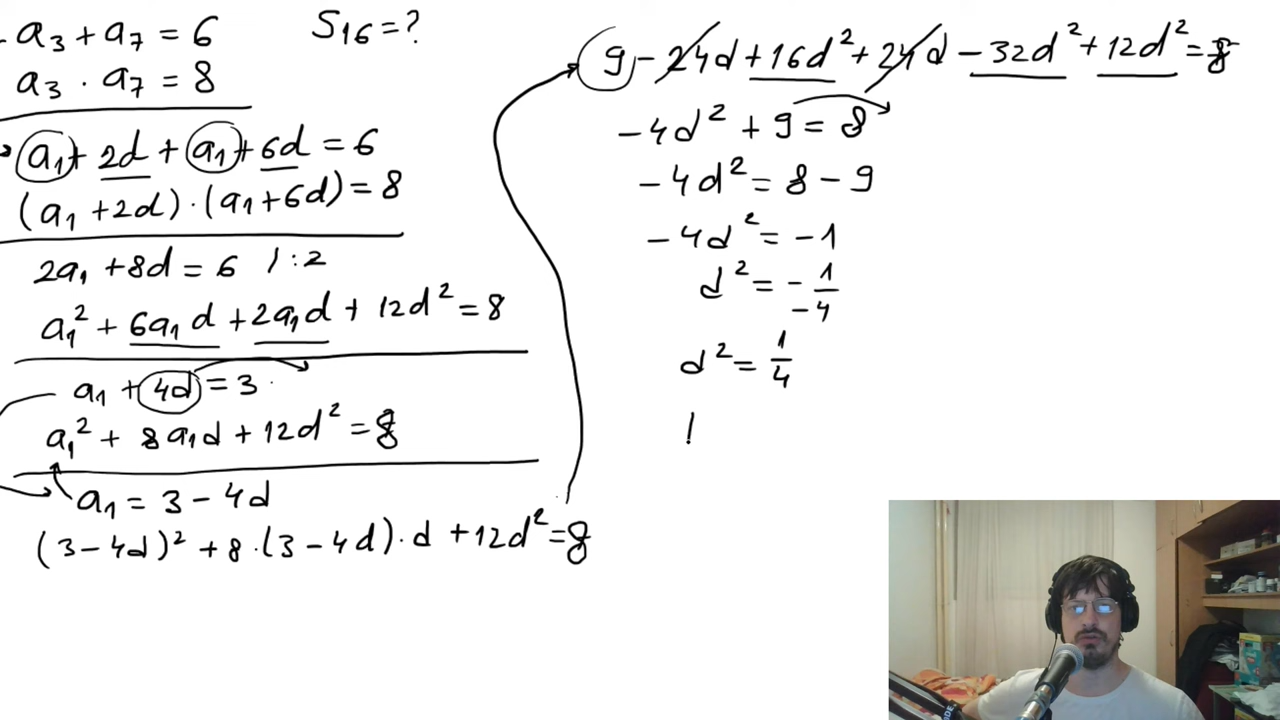 a₃ + a₇ = 6
a₃ · a₇ = 8
S₁₆ = ?
a₁ + 2d + a₁ + 6d = 6
(a₁ + 2d) · (a₁ + 6d) = 8
2a₁ + 8d = 6 / : 2
a₁² + 6a₁d + 2a₁d + 12d² = 8
a₁ + 4d = 3
a₁² + 8a₁d + 12d² = 8
a₁ = 3 - 4d
(3 - 4d)² + 8 · (3 - 4d) · d + 12d² = 8
9 - 24d + 16d² + 24d - 32d² + 12d² = 8
-4d² + 9 = 8
-4d² = 8 - 9
-4d² = -1
d² = - 1/-4
d² = 1/4